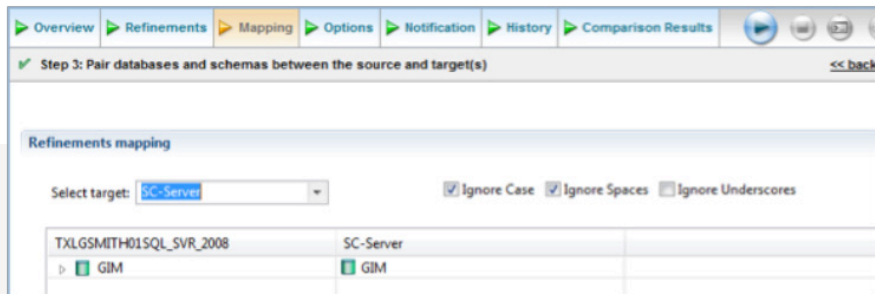 Overview Refinements Mapping Options Notification History Comparison Results
Step 3: Pair databases and schemas between the source and target(s) << back
Refinements mapping
Select target: SC-Server Ignore Case Ignore Spaces Ignore Underscores
TXLGSMITH01SQL_SVR_2008 SC-Server
GIM GIM